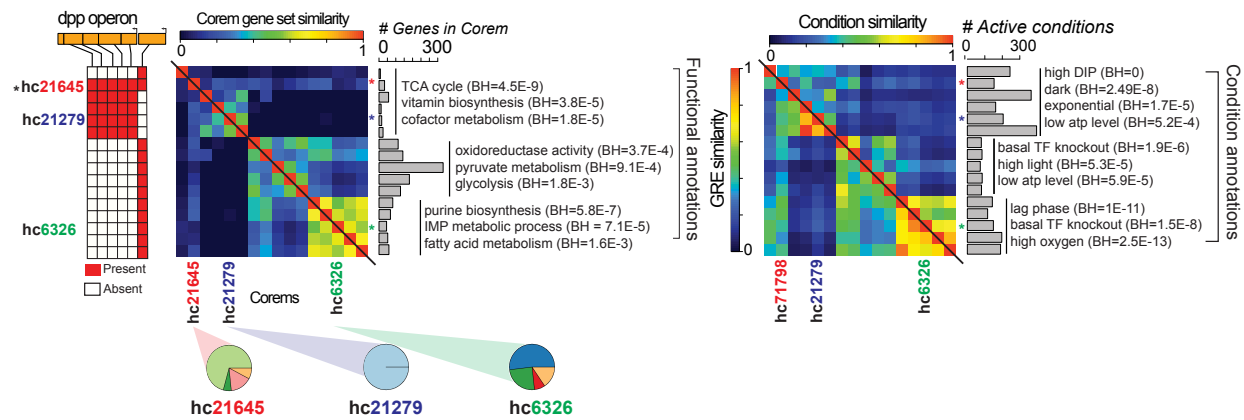 dpp operon
Corem gene set similarity
0
1
# Genes in Corem
300
Condition similarity
0
1
# Active conditions
300
*hc21645
hc21279
hc6326
Present
Absent
*
*
*
TCA cycle (BH=4.5E-9)
vitamin biosynthesis (BH=3.8E-5)
cofactor metabolism (BH=1.8E-5)
oxidoreductase activity (BH=3.7E-4)
pyruvate metabolism (BH=9.1E-4)
glycolysis (BH=1.8E-3)
purine biosynthesis (BH=5.8E-7)
IMP metabolic process (BH = 7.1E-5)
fatty acid metabolism (BH=1.6E-3)
Functional annotations
GRE similarity
1
0
*
*
*
high DIP (BH=0)
dark (BH=2.49E-8)
exponential (BH=1.7E-5)
low atp level (BH=5.2E-4)
basal TF knockout (BH=1.9E-6)
high light (BH=5.3E-5)
low atp level (BH=5.9E-5)
lag phase (BH=1E-11)
basal TF knockout (BH=1.5E-8)
high oxygen (BH=2.5E-13)
Condition annotations
hc21645
hc21279
Corems
hc6326
hc71798
hc21279
hc6326
hc21645
hc21279
hc6326